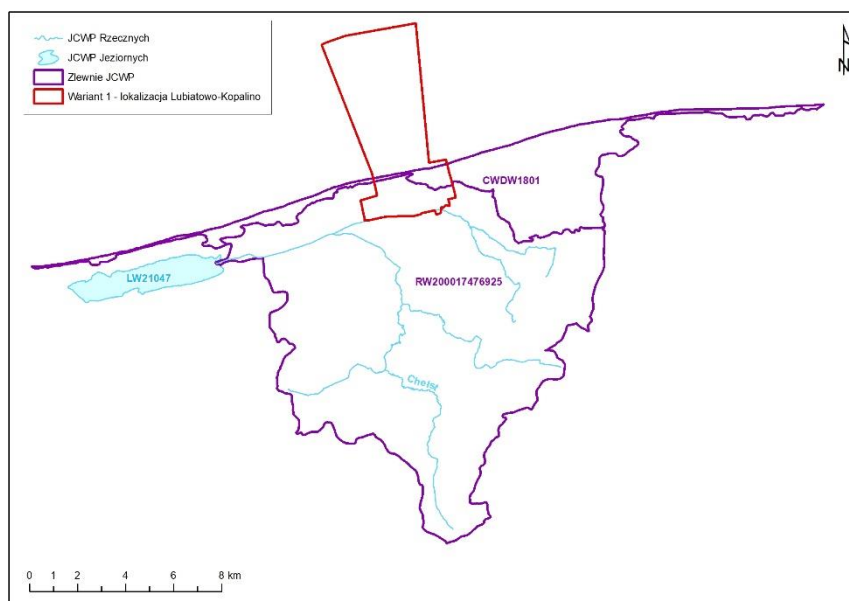 JCWP Rzecznych
JCWP Jeziornych
Zlewnie JCWP
Wariant 1 - lokalizacja Lubiatowo-Kopalino
N
CWDW1801
LW21047
RW200017476925
Chełst
0 1 2 4 6 8 km